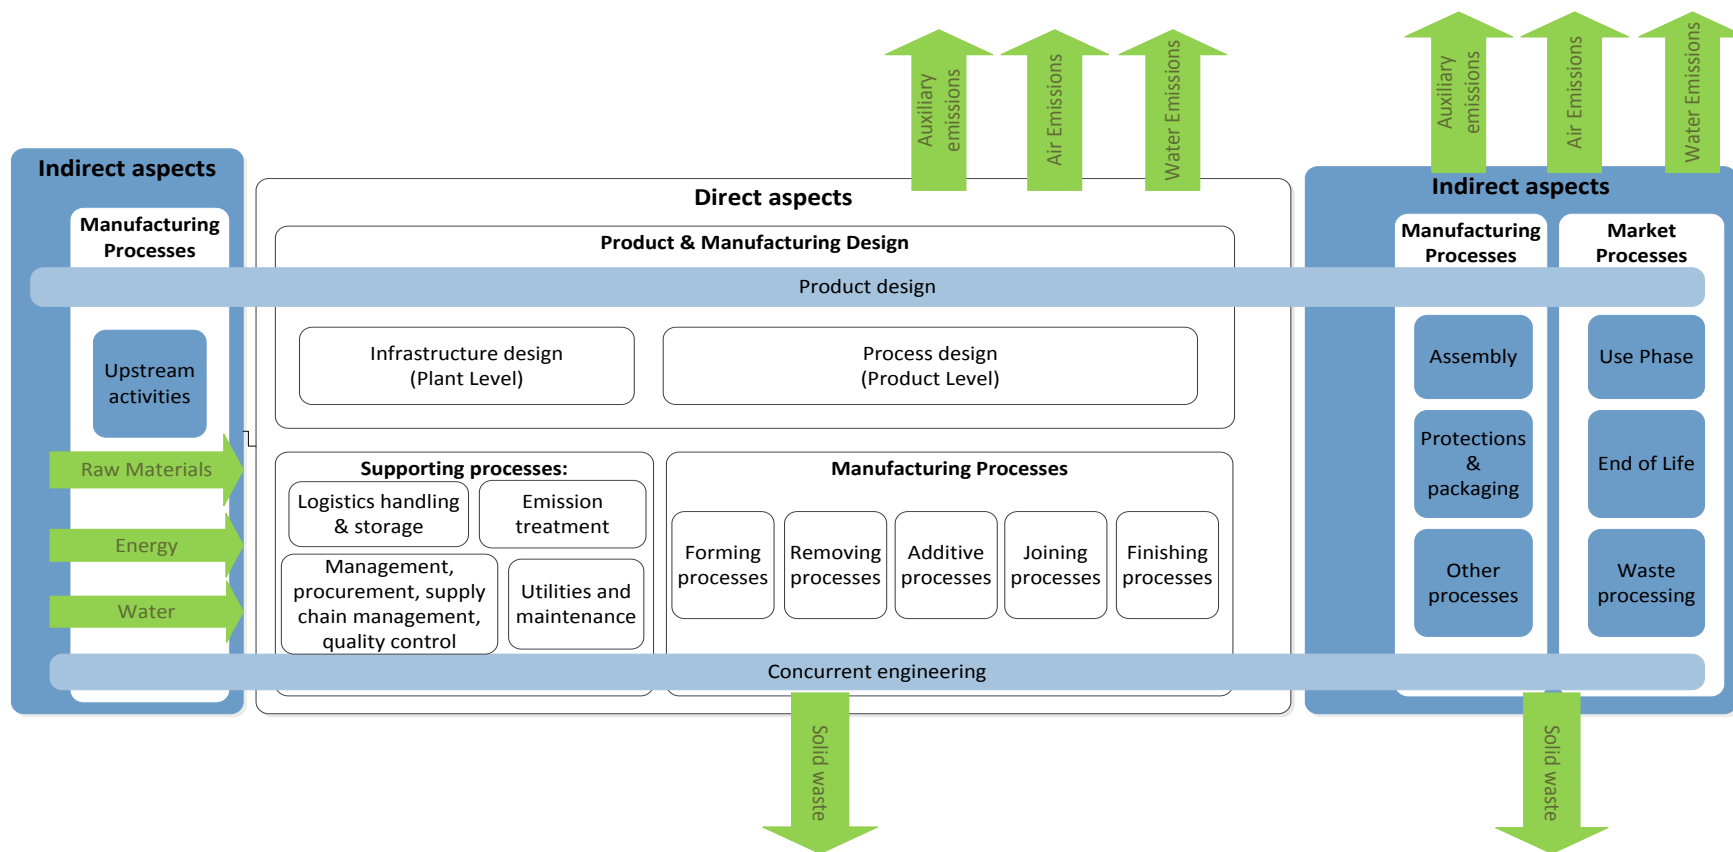 Auxiliary
emissions
Air Emissions
Water Emissions
Auxiliary
emissions
Air Emissions
Water Emissions
Indirect aspects
Manufacturing
Processes
Upstream
activities
Raw Materials
Energy
Water
Direct aspects
Product & Manufacturing Design
Product design
Infrastructure design
(Plant Level)
Process design
(Product Level)
Supporting processes:
Logistics handling
& storage
Emission
treatment
Management,
procurement, supply
chain management,
quality control
Utilities and
maintenance
Manufacturing Processes
Forming
processes
Removing
processes
Additive
processes
Joining
processes
Finishing
processes
Concurrent engineering
Indirect aspects
Manufacturing
Processes
Assembly
Protections
&
packaging
Other
processes
Market
Processes
Use Phase
End of Life
Waste
processing
Solid waste
Solid waste